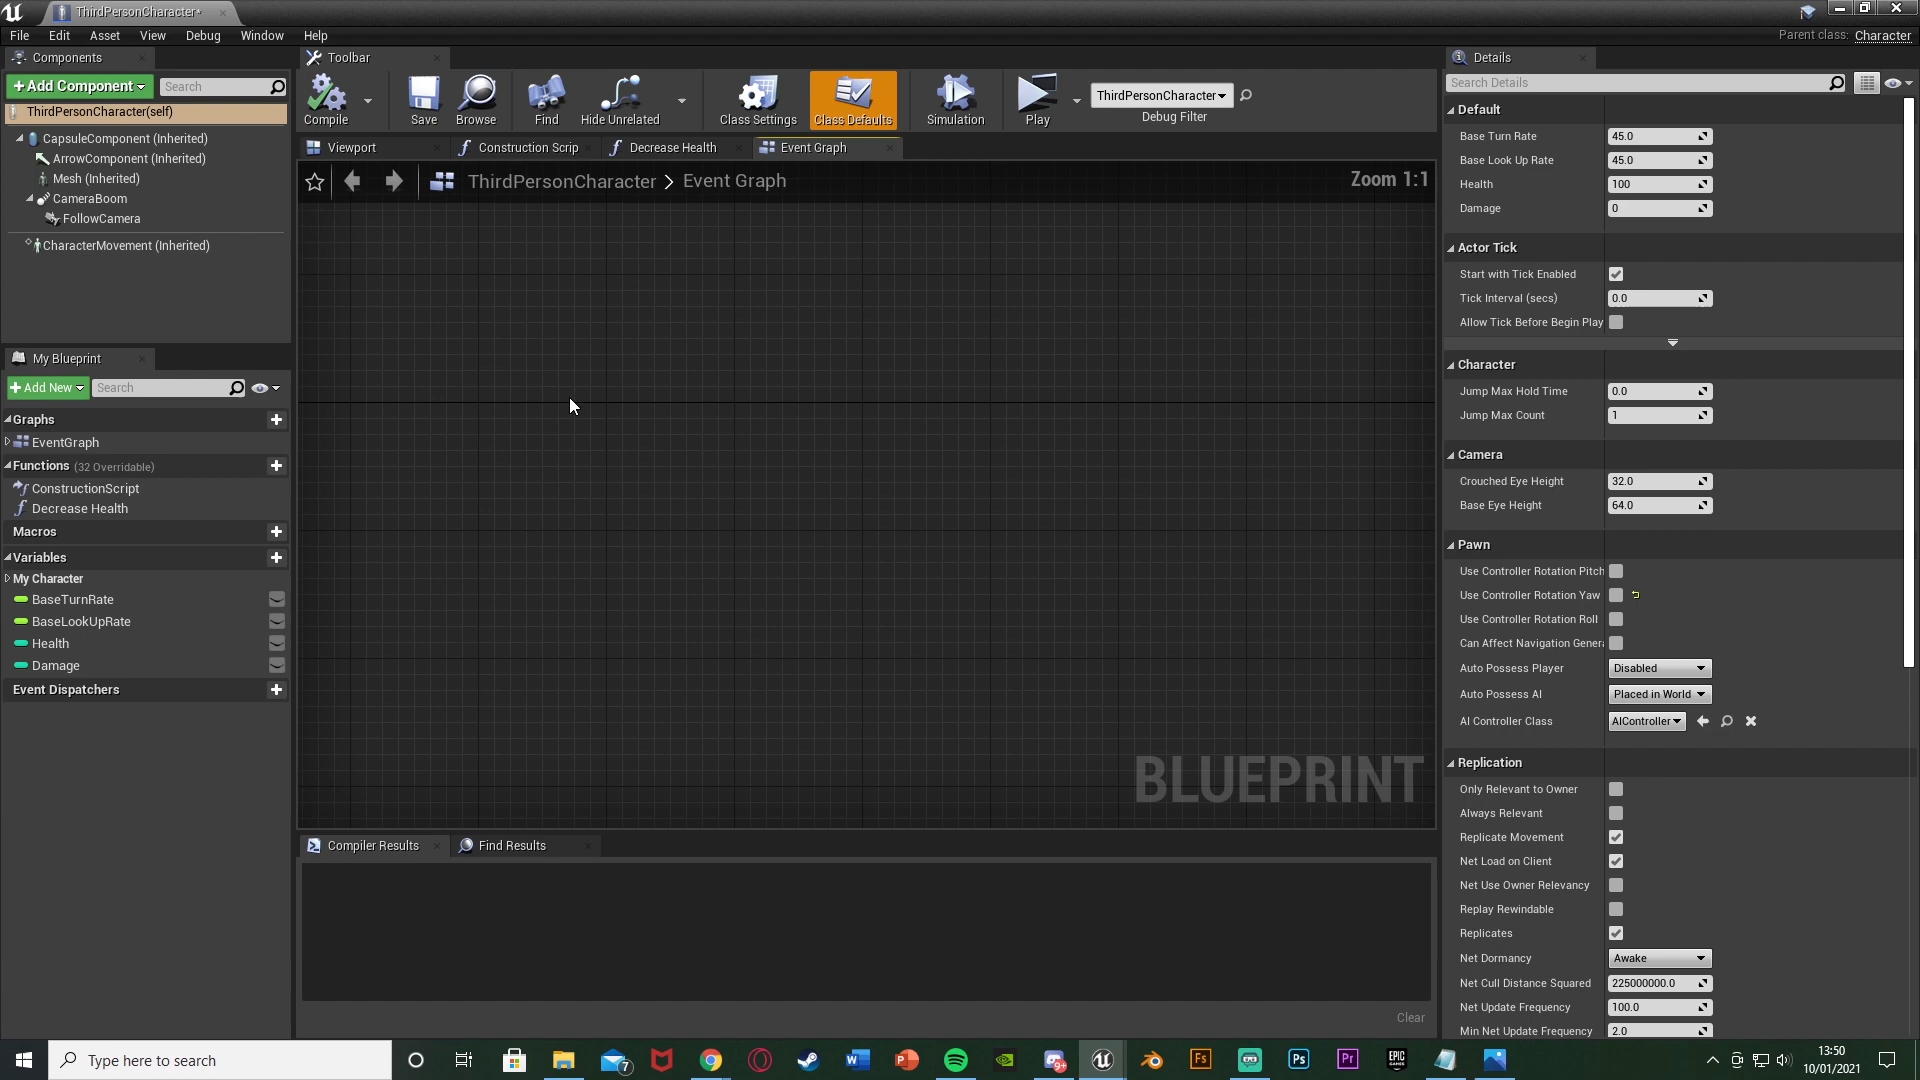 ThirdPersonCharacter*
File Edit Asset View Debug Window Help
Parent class: Character
Components
Add Component
Search
ThirdPersonCharacter(self)
CapsuleComponent (Inherited)
ArrowComponent (Inherited)
Mesh (Inherited)
CameraBoom
FollowCamera
CharacterMovement (Inherited)
My Blueprint
Add New
Search
Graphs
EventGraph
Functions (32 Overridable)
ConstructionScript
Decrease Health
Macros
Variables
My Character
BaseTurnRate
BaseLookUpRate
Health
Damage
Event Dispatchers
Toolbar
Compile Save Browse Find Hide Unrelated Class Settings Class Defaults Simulation Play
ThirdPersonCharacter
Debug Filter
Viewport Construction Scrip Decrease Health Event Graph
ThirdPersonCharacter > Event Graph
Zoom 1:1
BLUEPRINT
Compiler Results Find Results
Clear
Details
Search Details
Default
Base Turn Rate 45.0
Base Look Up Rate 45.0
Health 100
Damage 0
Actor Tick
Start with Tick Enabled
Tick Interval (secs) 0.0
Allow Tick Before Begin Play
Character
Jump Max Hold Time 0.0
Jump Max Count 1
Camera
Crouched Eye Height 32.0
Base Eye Height 64.0
Pawn
Use Controller Rotation Pitch
Use Controller Rotation Yaw
Use Controller Rotation Roll
Can Affect Navigation Genera
Auto Possess Player Disabled
Auto Possess AI Placed in World
AI Controller Class AIController
Replication
Only Relevant to Owner
Always Relevant
Replicate Movement
Net Load on Client
Net Use Owner Relevancy
Replay Rewindable
Replicates
Net Dormancy Awake
Net Cull Distance Squared 225000000.0
Net Update Frequency 100.0
Min Net Update Frequency 2.0
Type here to search
7
W
P
9+
Fs
Ps
Pr
EPIC
GAMES
13:50
10/01/2021